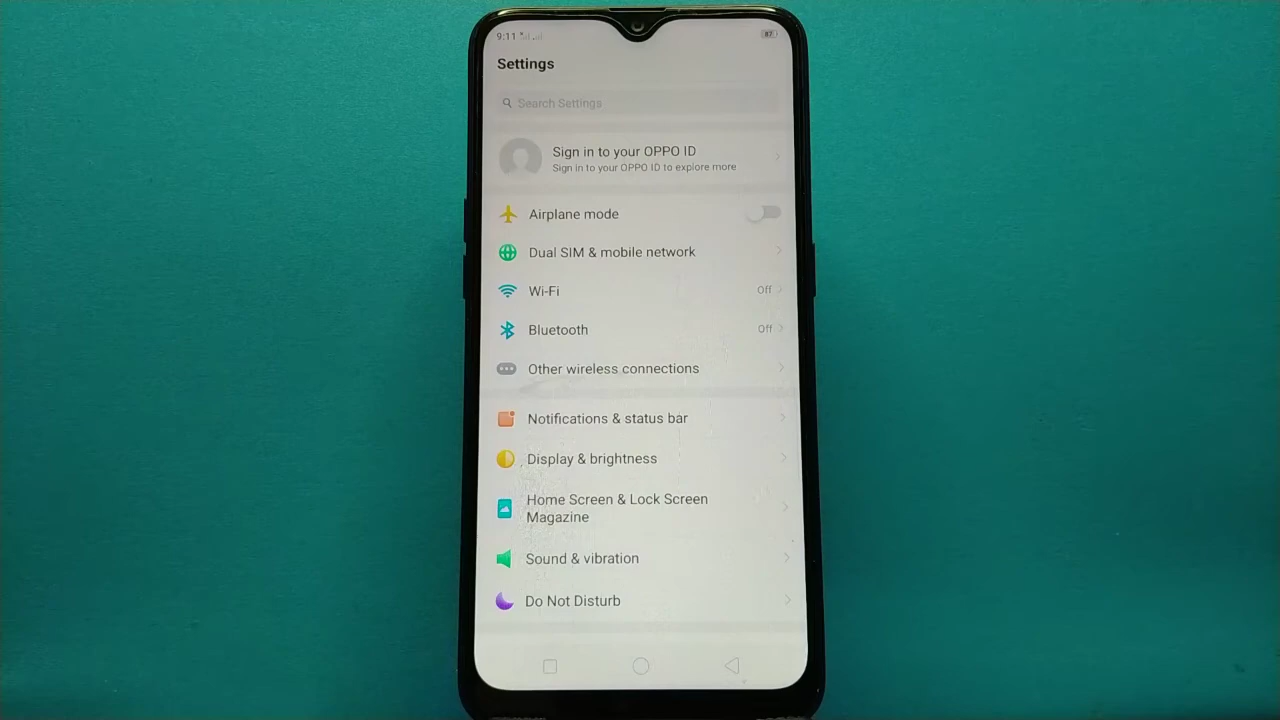 9:11
87
Settings
Search Settings
Sign in to your OPPO ID
Sign in to your OPPO ID to explore more
Airplane mode
Dual SIM & mobile network
Wi-Fi Off
Bluetooth Off
Other wireless connections
Notifications & status bar
Display & brightness
Home Screen & Lock Screen
Magazine
Sound & vibration
Do Not Disturb